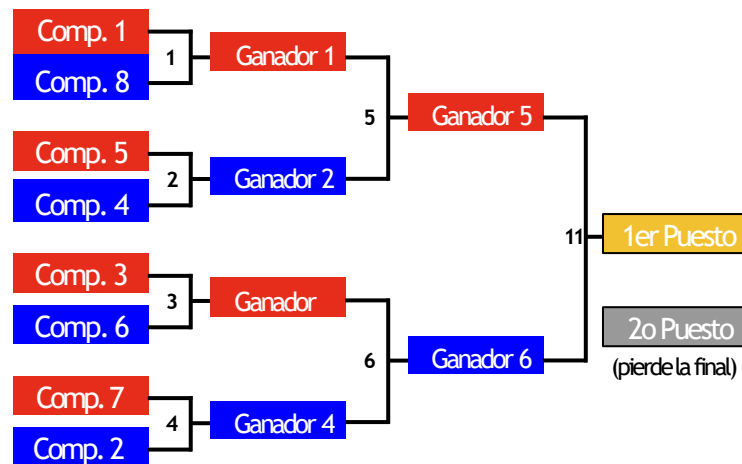 Comp. 1
1
Comp. 8
Ganador 1
5
Comp. 5
2
Comp. 4
Ganador 2
Ganador 5
11
1er Puesto
2o Puesto
(pierde la final)
Comp. 3
3
Comp. 6
Ganador
6
Ganador 6
Comp. 7
4
Comp. 2
Ganador 4